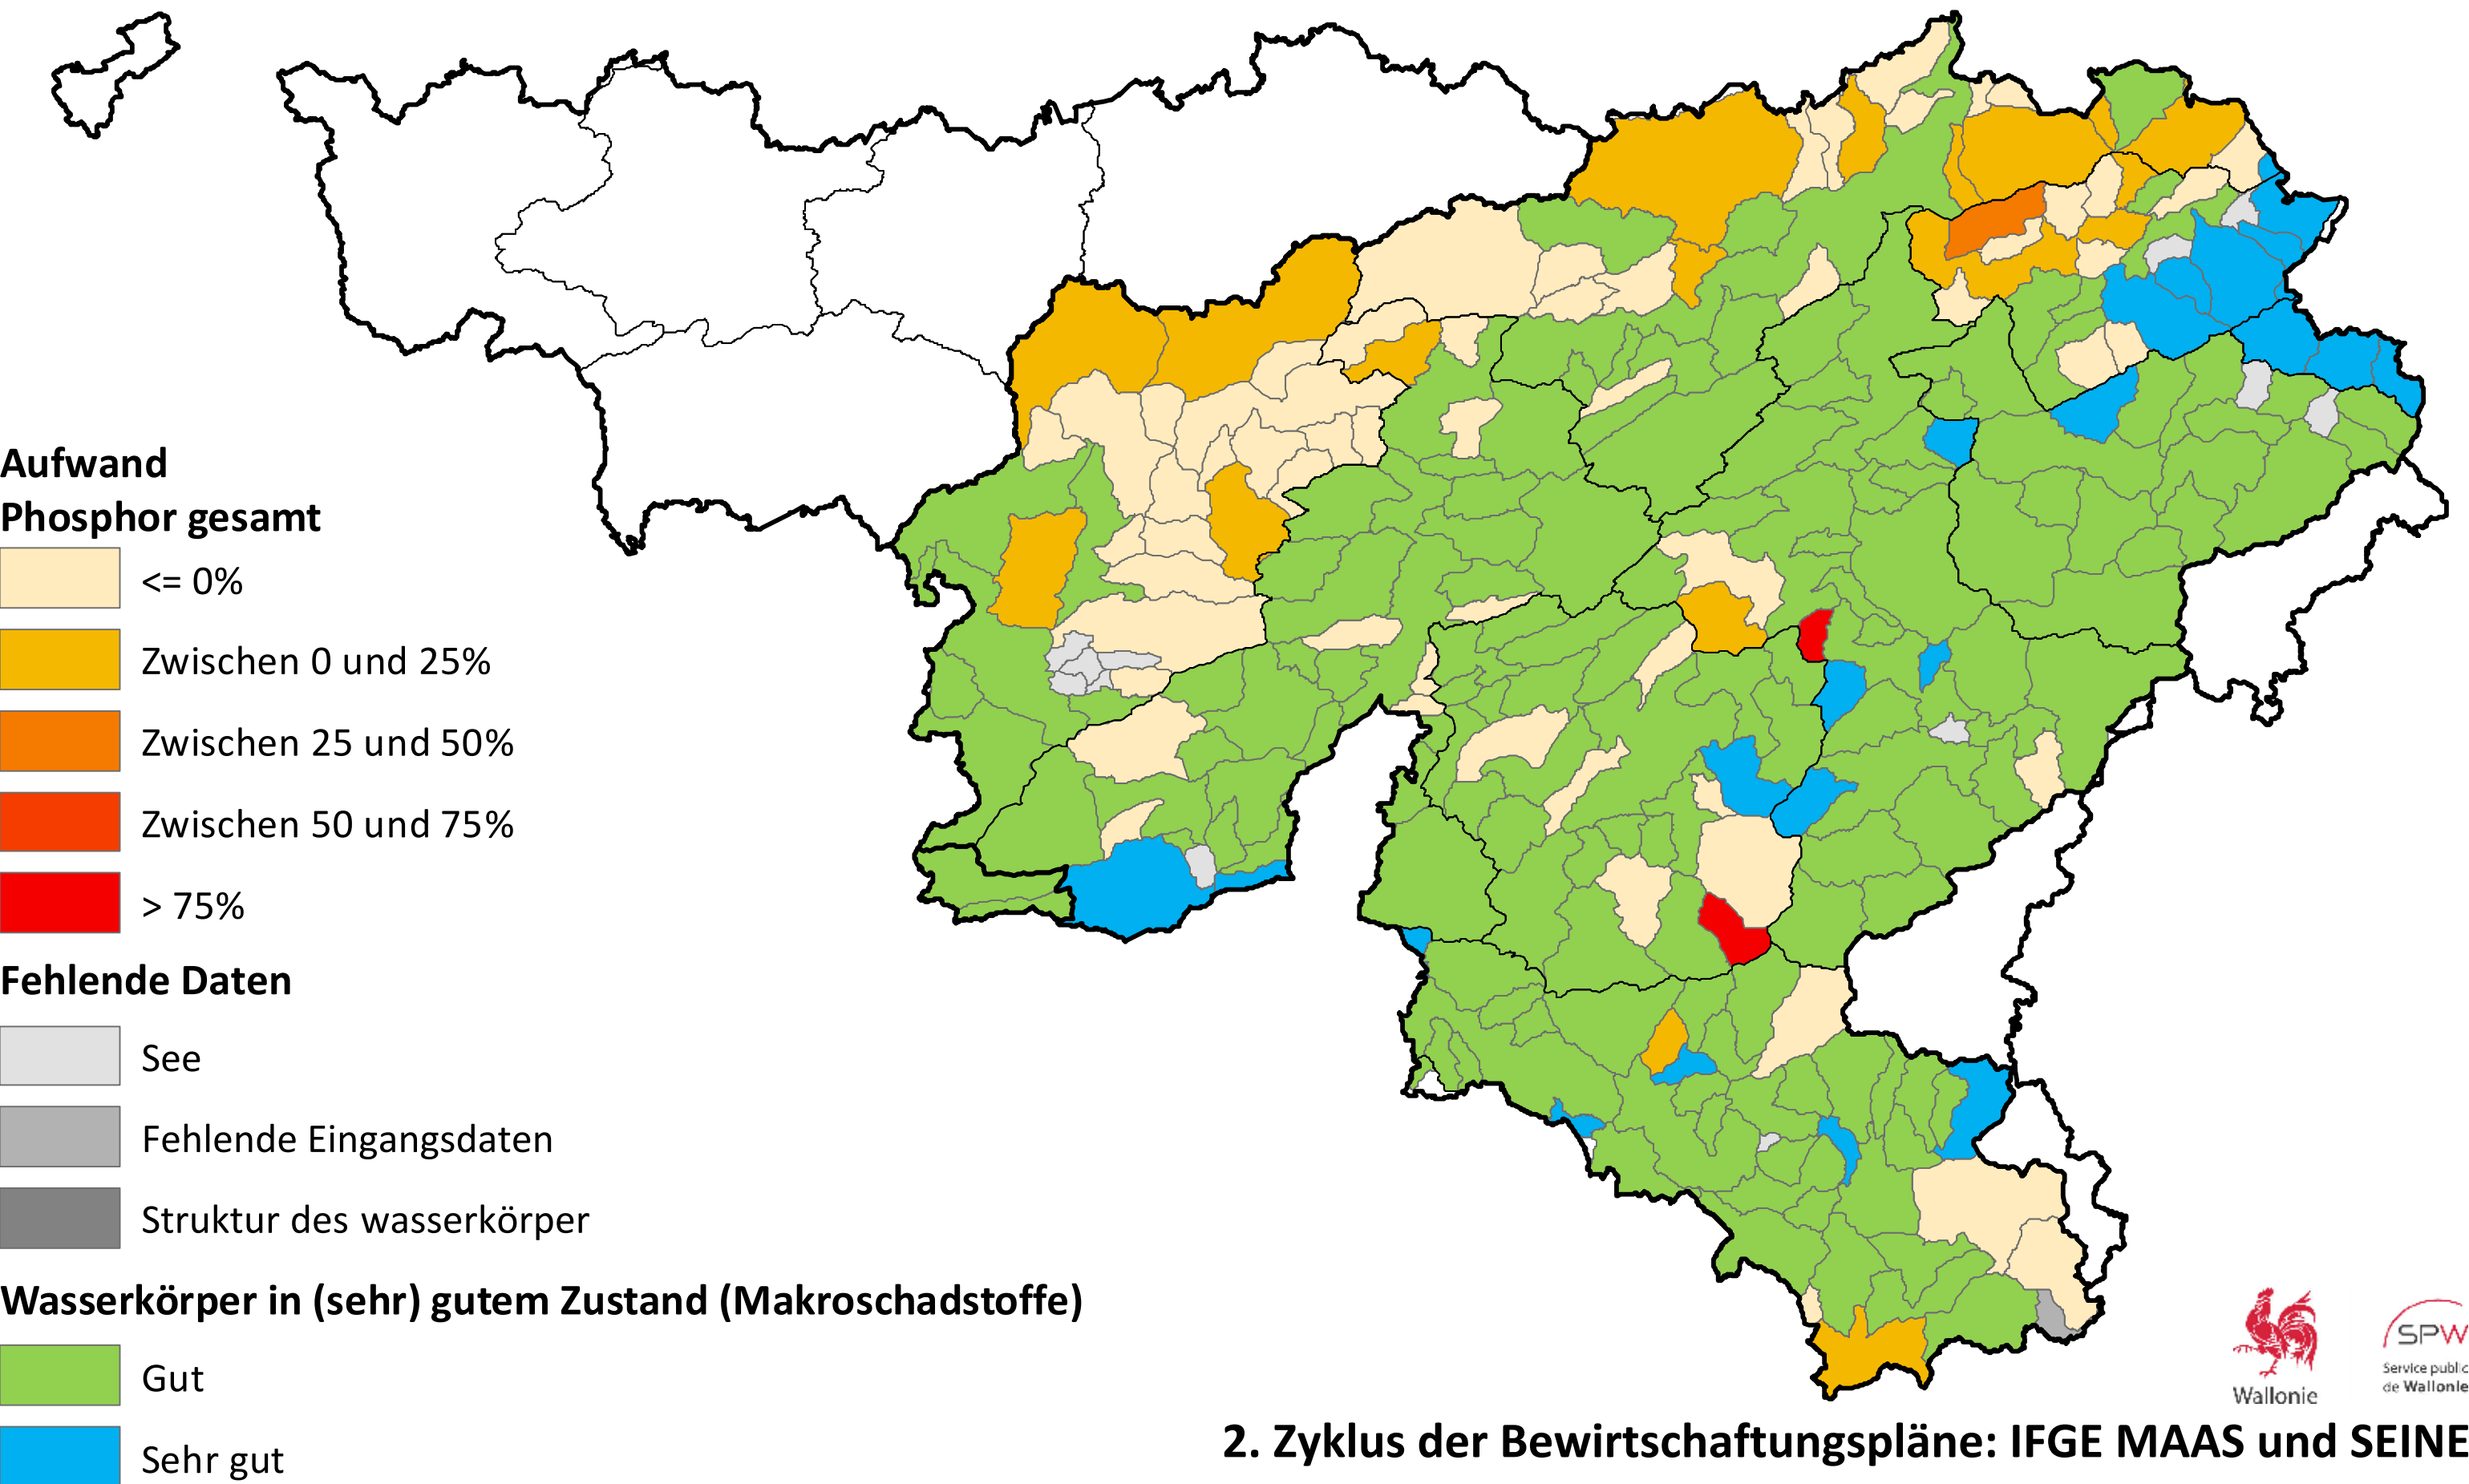 Aufwand
Phosphor gesamt
<= 0%
Zwischen 0 und 25%
Zwischen 25 und 50%
Zwischen 50 und 75%
> 75%
Fehlende Daten
See
Fehlende Eingangsdaten
Struktur des wasserkörper
Wasserkörper in (sehr) gutem Zustand (Makroschadstoffe)
Gut
Sehr gut
Wallonie
SPW
Service public
de Wallonie
2. Zyklus der Bewirtschaftungspläne: IFGE MAAS und SEINE